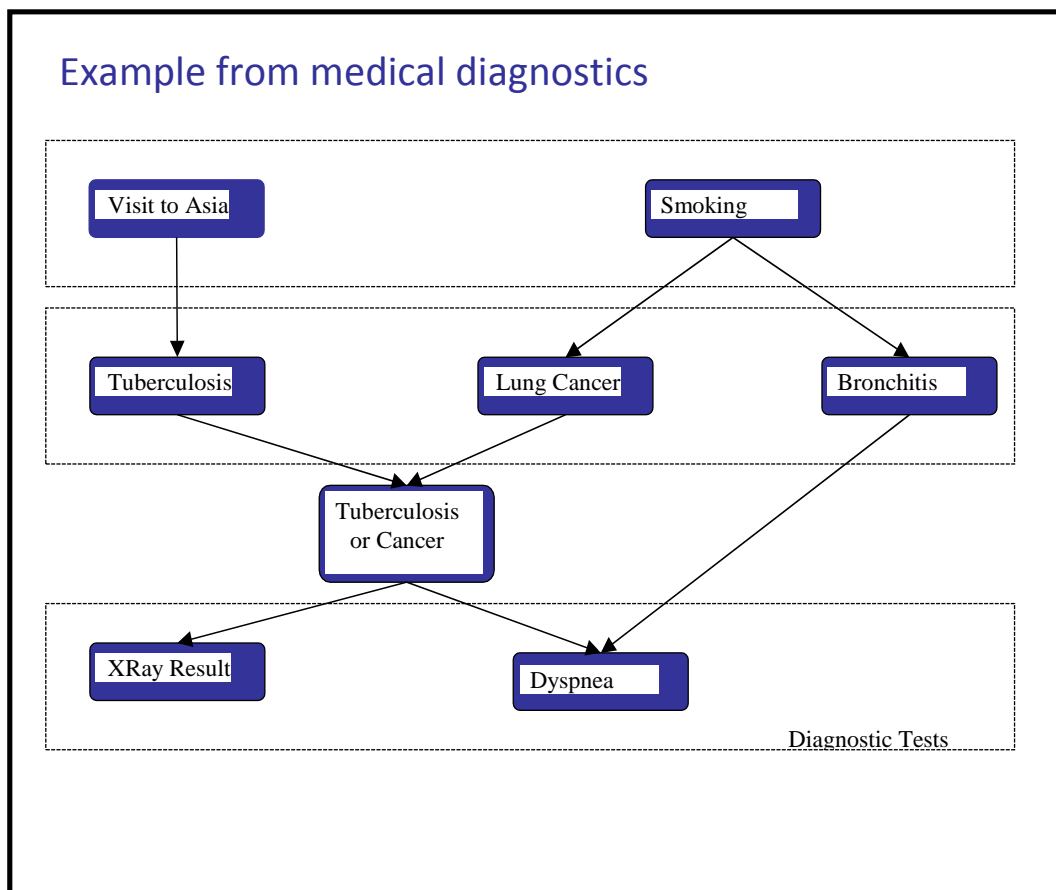 Example from medical diagnostics
Visit to Asia
Smoking
Tuberculosis
Lung Cancer
Bronchitis
Tuberculosis
or Cancer
XRay Result
Dyspnea
Diagnostic Tests